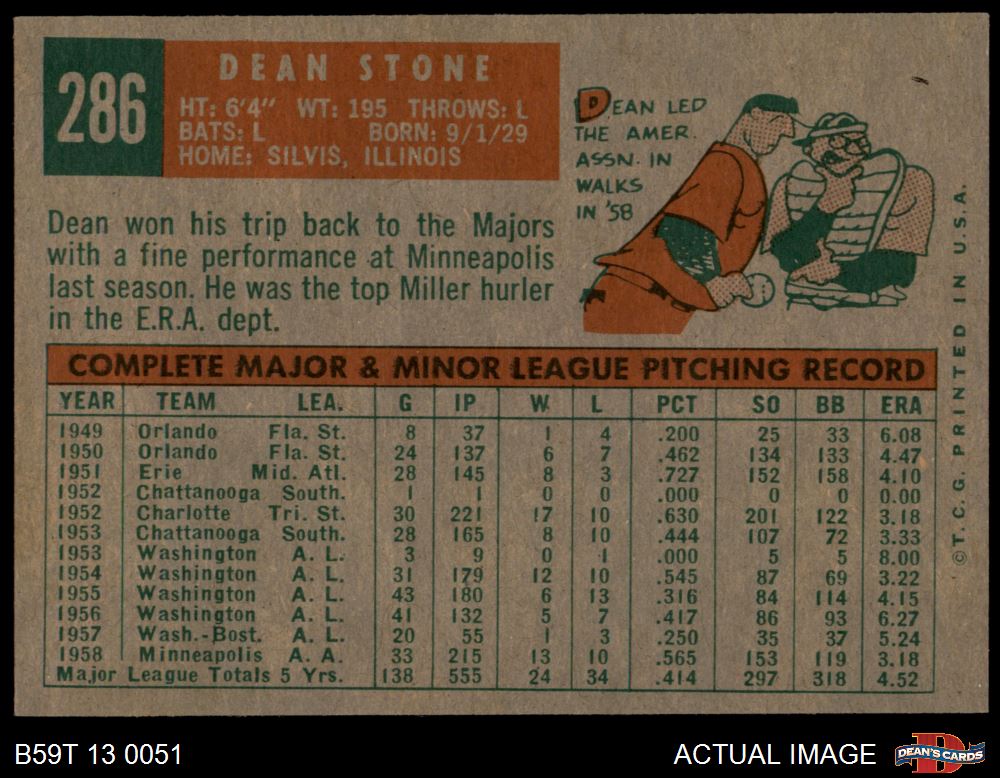 286
DEAN STONE
HT: 6'4" WT: 195 THROWS: L
BATS: L BORN: 9/1/29
HOME: SILVIS, ILLINOIS
DEAN LED
THE AMER.
ASSN. IN
WALKS
IN '58
Dean won his trip back to the Majors
with a fine performance at Minneapolis
last season. He was the top Miller hurler
in the E.R.A. dept.
COMPLETE MAJOR & MINOR LEAGUE PITCHING RECORD
YEAR TEAM LEA. G IP W L PCT SO BB ERA
1949 Orlando Fla. St. 8 37 1 4 .200 25 33 6.08
1950 Orlando Fla. St. 24 137 6 7 .462 134 133 4.47
1951 Erie Mid. Atl. 28 145 8 3 .727 152 158 4.10
1952 Chattanooga South. 1 1 0 0 .000 0 0 0.00
1952 Charlotte Tri. St. 30 221 17 10 .630 201 122 3.18
1953 Chattanooga South. 28 165 8 10 .444 107 72 3.33
1953 Washington A. L. 3 9 0 1 .000 5 5 8.00
1954 Washington A. L. 31 179 12 10 .545 87 69 3.22
1955 Washington A. L. 43 180 6 13 .316 84 114 4.15
1956 Washington A. L. 41 132 5 7 .417 86 93 6.27
1957 Wash.-Bost. A. L. 20 55 1 3 .250 35 37 5.24
1958 Minneapolis A. A. 33 215 13 10 .565 153 119 3.18
Major League Totals 5 Yrs. 138 555 24 34 .414 297 318 4.52
©T. C. G. PRINTED IN U.S.A.
B59T 13 0051
ACTUAL IMAGE
DEAN'S CARDS